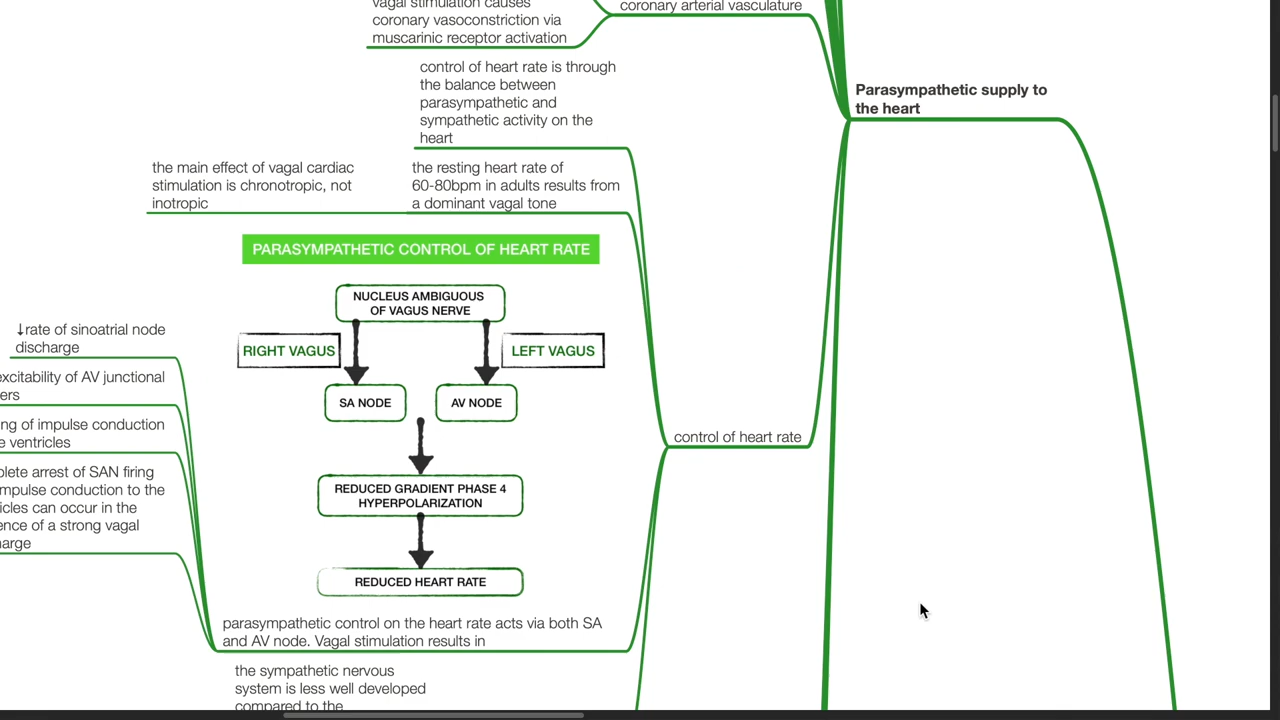 vagal stimulation causes
coronary vasoconstriction via
muscarinic receptor activation
coronary arterial vasculature
Parasympathetic supply to
the heart
control of heart rate is through
the balance between
parasympathetic and
sympathetic activity on the
heart
the main effect of vagal cardiac
stimulation is chronotropic, not
inotropic
the resting heart rate of
60-80bpm in adults results from
a dominant vagal tone
PARASYMPATHETIC CONTROL OF HEART RATE
NUCLEUS AMBIGUOUS
OF VAGUS NERVE
RIGHT VAGUS
LEFT VAGUS
SA NODE
AV NODE
REDUCED GRADIENT PHASE 4
HYPERPOLARIZATION
REDUCED HEART RATE
control of heart rate
↓rate of sinoatrial node
discharge
excitability of AV junctional
ers
ng of impulse conduction
e ventricles
plete arrest of SAN firing
impulse conduction to the
icles can occur in the
ence of a strong vagal
harge
parasympathetic control on the heart rate acts via both SA
and AV node. Vagal stimulation results in
the sympathetic nervous
system is less well developed
compared to the